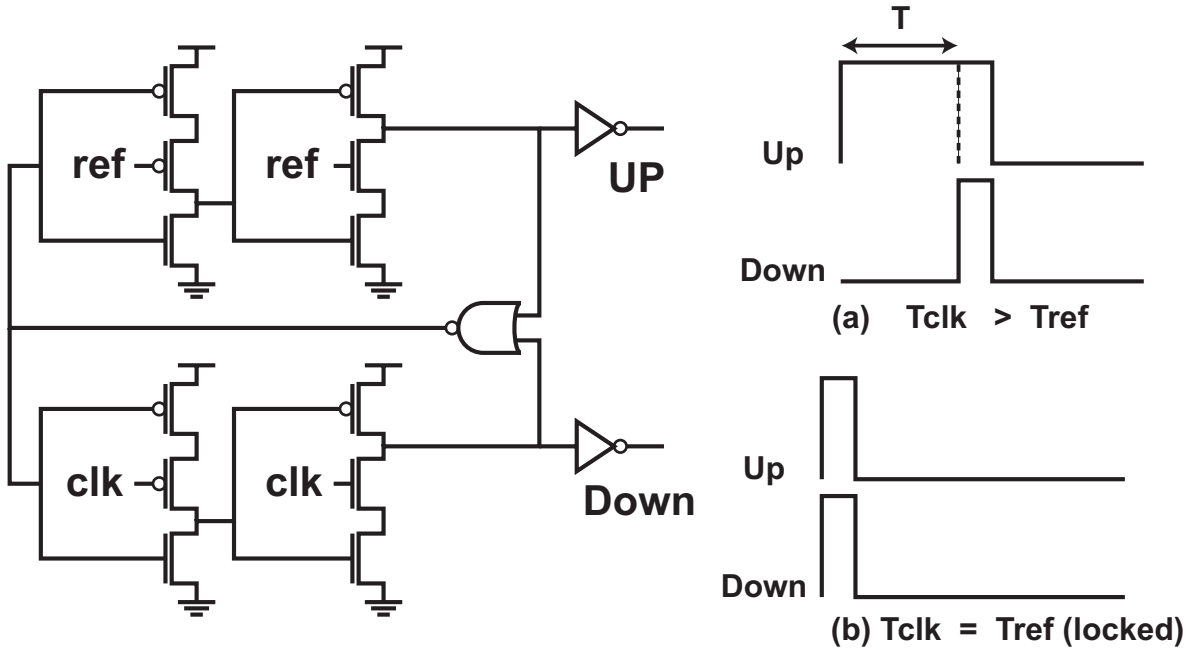 ref
ref
UP
clk
clk
Down
T
Up
Down
(a) Tclk > Tref
Up
Down
(b) Tclk = Tref (locked)